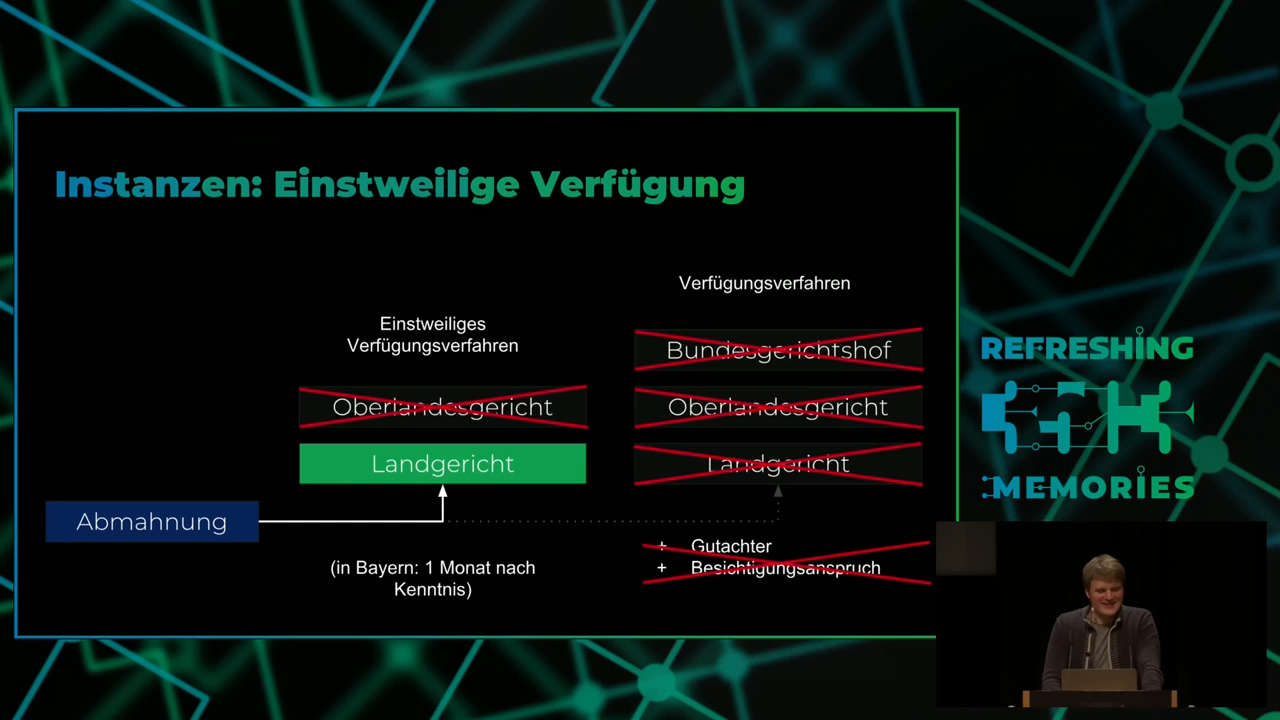 Instanzen: Einstweilige Verfügung
Verfügungsverfahren
Einstweiliges
Verfügungsverfahren
Bundesgerichtshof
Oberlandesgericht
Oberlandesgericht
Landgericht
Landgericht
Abmahnung
(in Bayern: 1 Monat nach
Kenntnis)
+ Gutachter
+ Besichtigungsanspruch
REFRESHING
MEMORIES